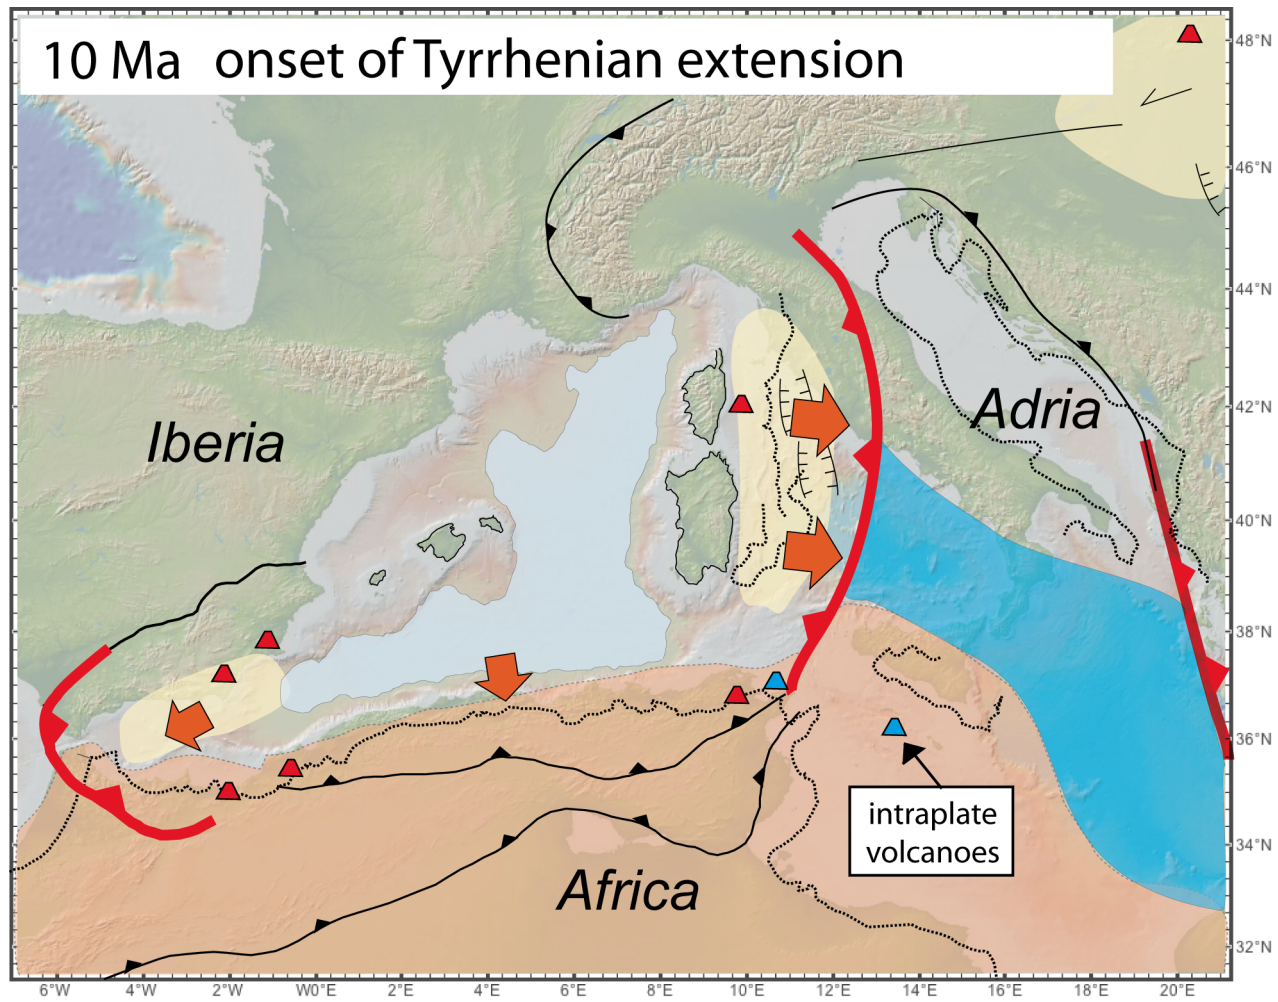 10 Ma onset of Tyrrhenian extension
48°N
46°N
44°N
42°N
40°N
38°N
36°N
34°N
32°N
Iberia
Adria
Africa
intraplate
volcanoes
6°W 4°W 2°W W0°E 2°E 4°E 6°E 8°E 10°E 12°E 14°E 16°E 18°E 20°E